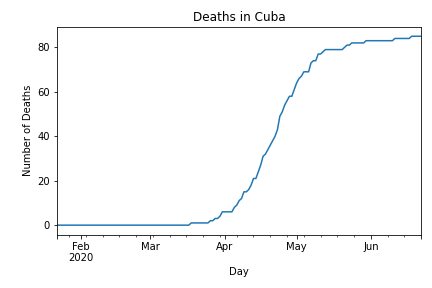 Deaths in Cuba
80
60
40
20
0
Number of Deaths
Feb
2020
Mar
Apr
May
Jun
Day